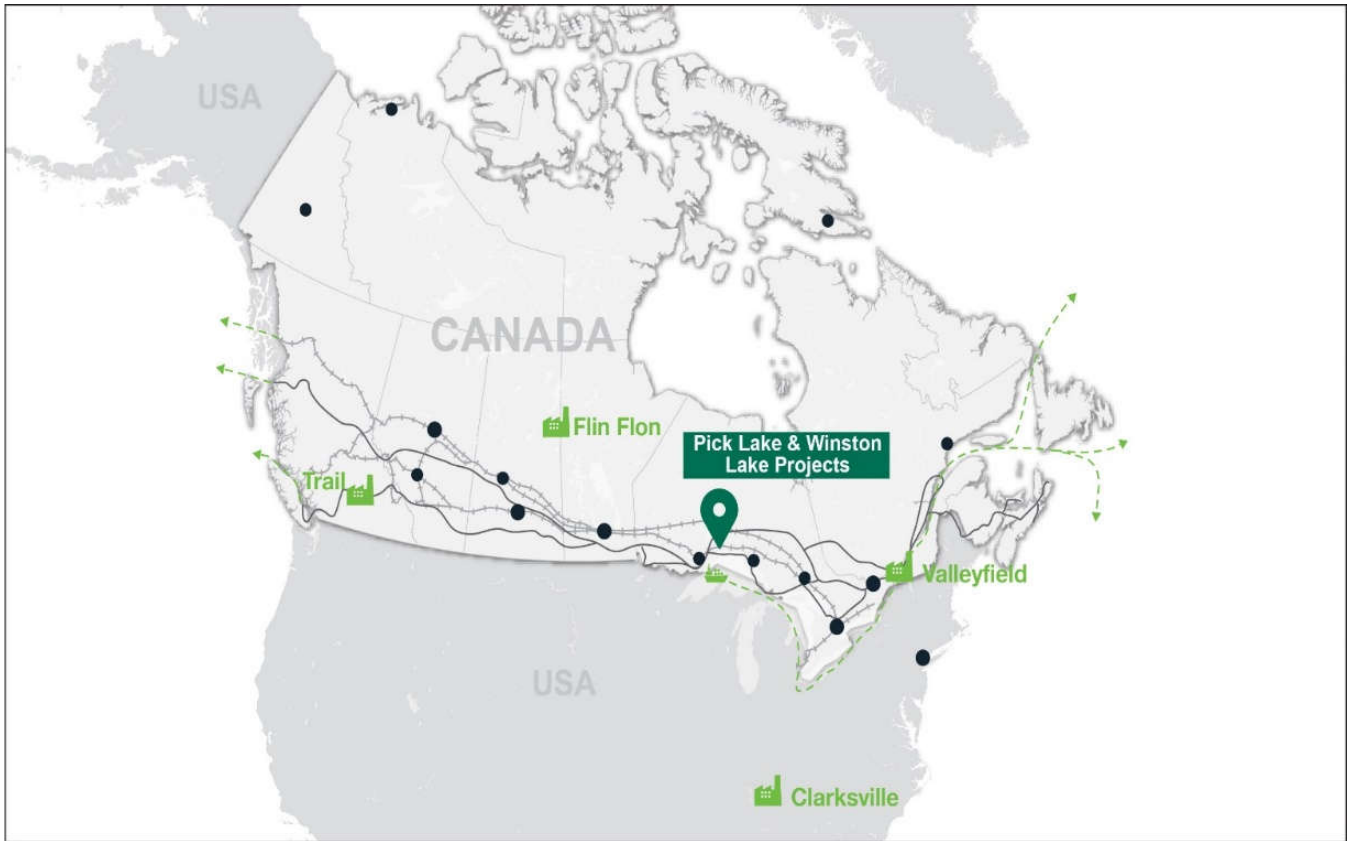 USA
CANADA
Flin Flon
Pick Lake & Winston
Lake Projects
Trail
Valleyfield
USA
Clarksville